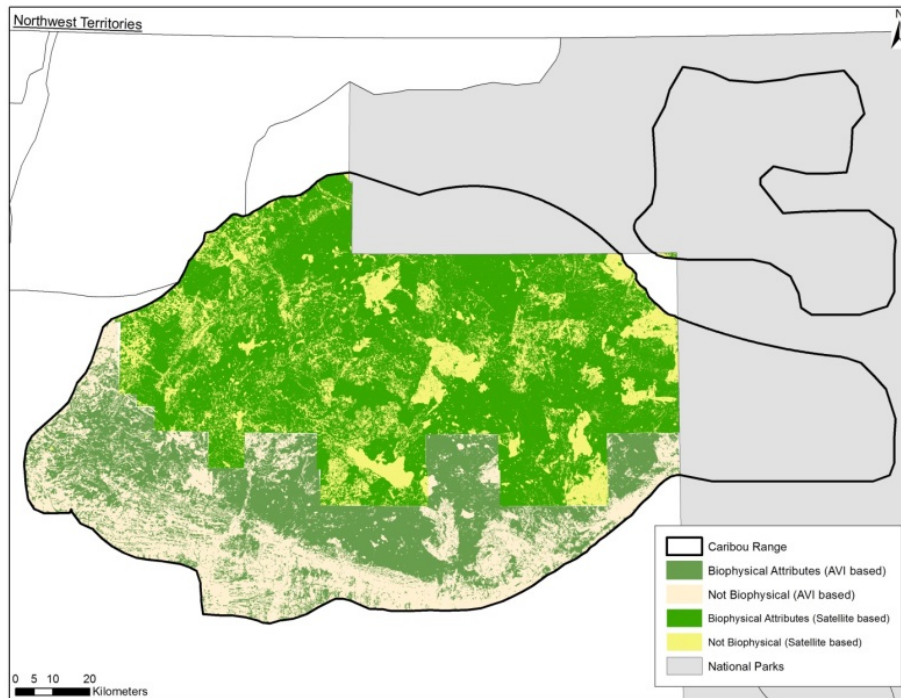 Northwest Territories
N
Caribou Range
Biophysical Attributes (AVI based)
Not Biophysical (AVI based)
Biophysical Attributes (Satellite based)
Not Biophysical (Satellite based)
National Parks
0 5 10 20
Kilometers